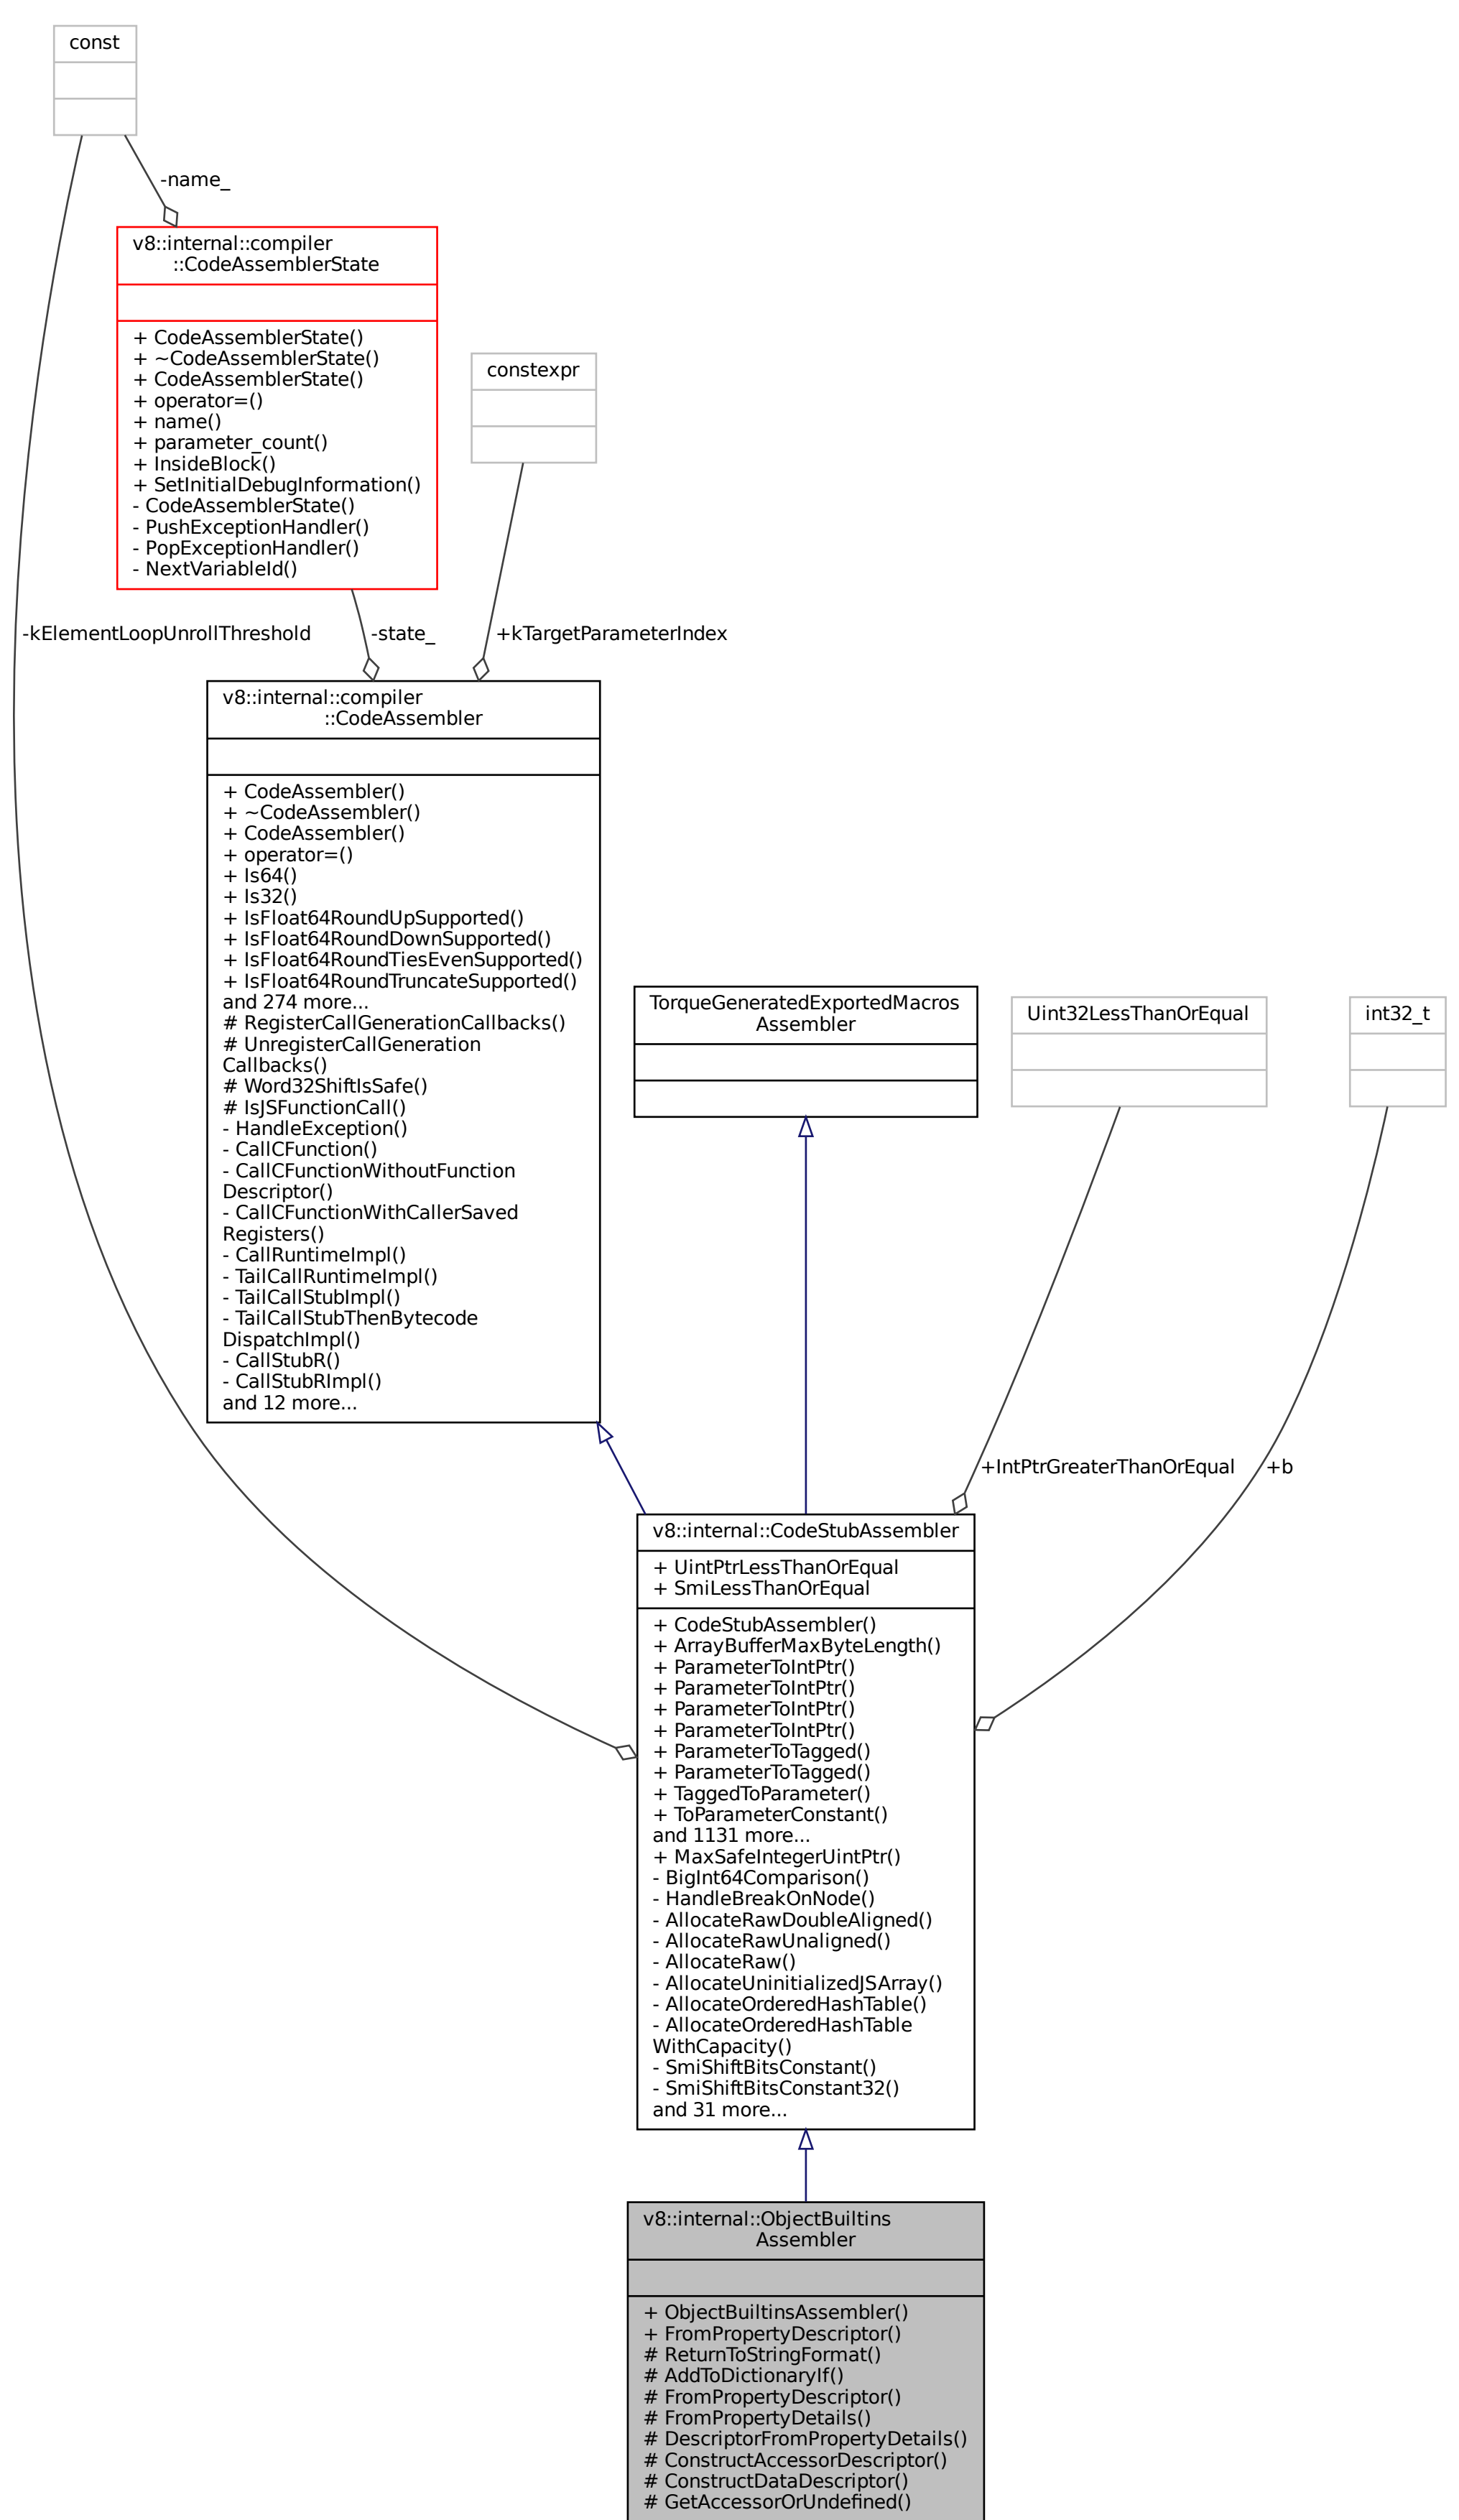 const
-name_
v8::internal::compiler
::CodeAssemblerState
+ CodeAssemblerState()
+ ~CodeAssemblerState()
+ CodeAssemblerState()
+ operator=()
+ name()
+ parameter_count()
+ InsideBlock()
+ SetInitialDebugInformation()
- CodeAssemblerState()
- PushExceptionHandler()
- PopExceptionHandler()
- NextVariableId()
constexpr
-kElementLoopUnrollThreshold
-state_
+kTargetParameterIndex
v8::internal::compiler
::CodeAssembler
+ CodeAssembler()
+ ~CodeAssembler()
+ CodeAssembler()
+ operator=()
+ Is64()
+ Is32()
+ IsFloat64RoundUpSupported()
+ IsFloat64RoundDownSupported()
+ IsFloat64RoundTiesEvenSupported()
+ IsFloat64RoundTruncateSupported()
and 274 more...
# RegisterCallGenerationCallbacks()
# UnregisterCallGeneration
Callbacks()
# Word32ShiftIsSafe()
# IsJSFunctionCall()
- HandleException()
- CallCFunction()
- CallCFunctionWithoutFunction
Descriptor()
- CallCFunctionWithCallerSaved
Registers()
- CallRuntimeImpl()
- TailCallRuntimeImpl()
- TailCallStubImpl()
- TailCallStubThenBytecode
DispatchImpl()
- CallStubR()
- CallStubRImpl()
and 12 more...
TorqueGeneratedExportedMacros
Assembler
Uint32LessThanOrEqual
int32_t
+IntPtrGreaterThanOrEqual
+b
v8::internal::CodeStubAssembler
+ UintPtrLessThanOrEqual
+ SmiLessThanOrEqual
+ CodeStubAssembler()
+ ArrayBufferMaxByteLength()
+ ParameterToIntPtr()
+ ParameterToIntPtr()
+ ParameterToIntPtr()
+ ParameterToIntPtr()
+ ParameterToTagged()
+ ParameterToTagged()
+ TaggedToParameter()
+ ToParameterConstant()
and 1131 more...
+ MaxSafeIntegerUintPtr()
- BigInt64Comparison()
- HandleBreakOnNode()
- AllocateRawDoubleAligned()
- AllocateRawUnaligned()
- AllocateRaw()
- AllocateUninitializedJSArray()
- AllocateOrderedHashTable()
- AllocateOrderedHashTable
WithCapacity()
- SmiShiftBitsConstant()
- SmiShiftBitsConstant32()
and 31 more...
v8::internal::ObjectBuiltins
Assembler
+ ObjectBuiltinsAssembler()
+ FromPropertyDescriptor()
# ReturnToStringFormat()
# AddToDictionaryIf()
# FromPropertyDescriptor()
# FromPropertyDetails()
# DescriptorFromPropertyDetails()
# ConstructAccessorDescriptor()
# ConstructDataDescriptor()
# GetAccessorOrUndefined()